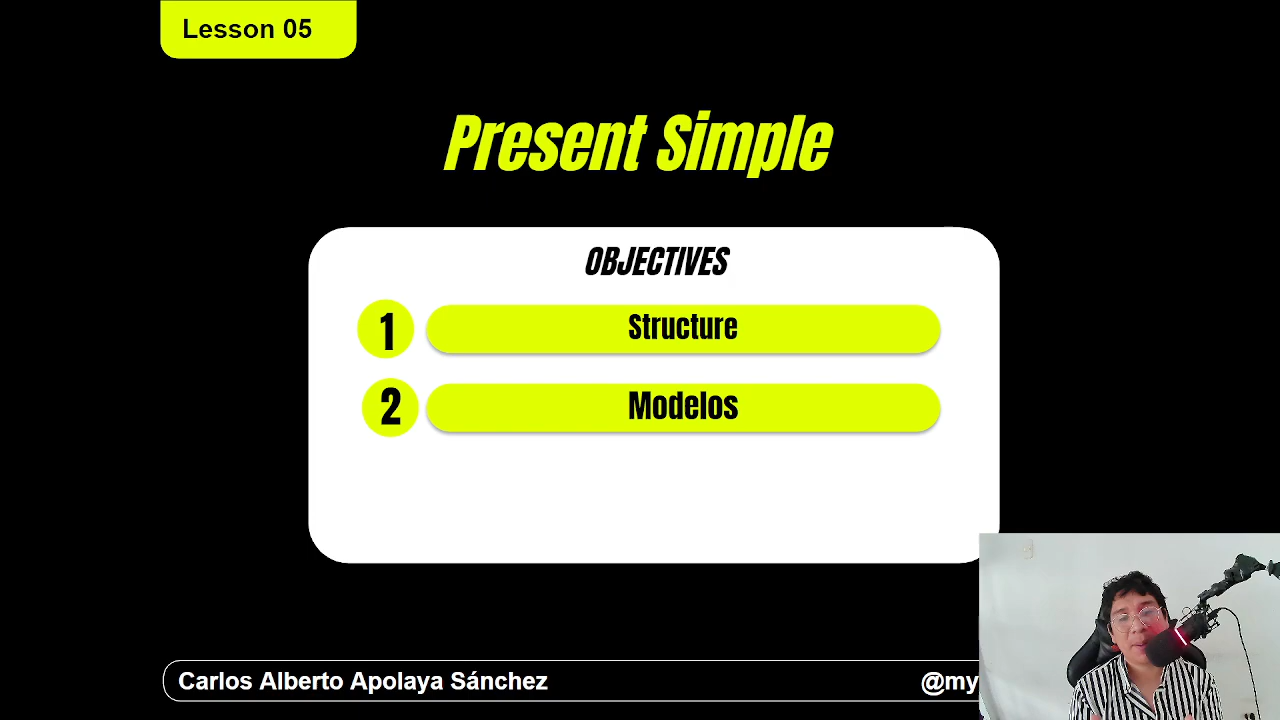 Lesson 05
Present Simple
OBJECTIVES
1 Structure
2 Modelos
Carlos Alberto Apolaya Sánchez
@my